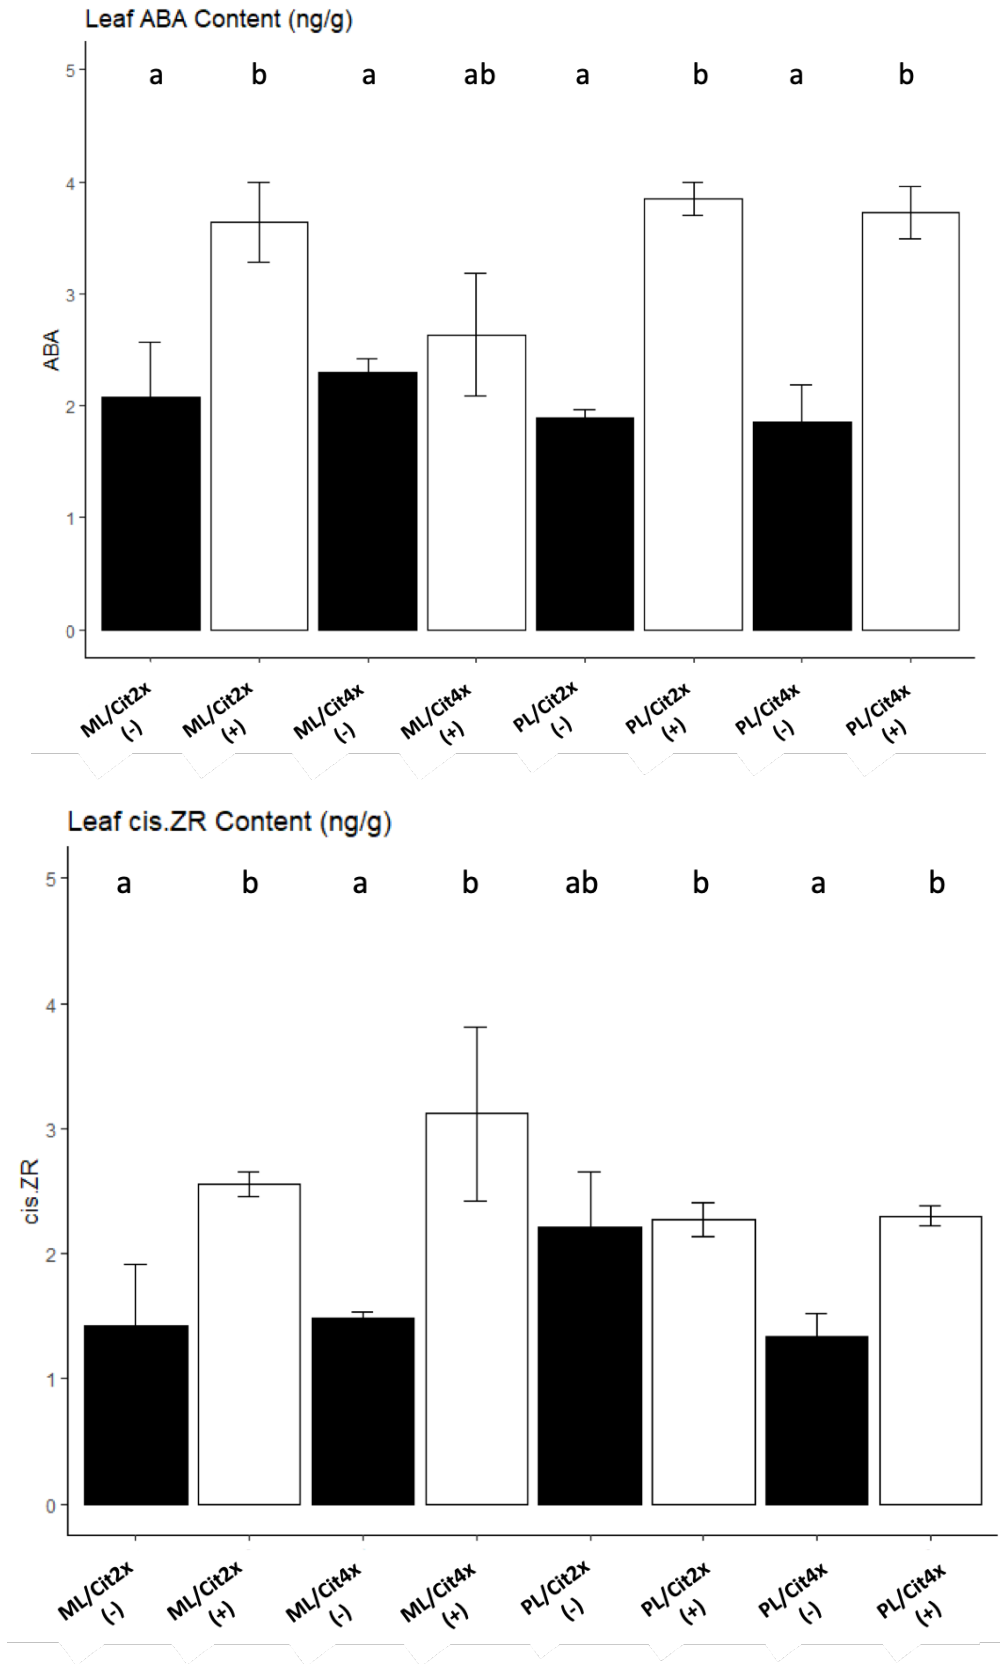 Leaf ABA Content (ng/g)
a b a ab a b a b
5
4
3
2
1
0
ABA
ML/Cit2x (-)
ML/Cit2x (+)
ML/Cit4x (-)
ML/Cit4x (+)
PL/Cit2x (-)
PL/Cit2x (+)
PL/Cit4x (-)
PL/Cit4x (+)
Leaf cis.ZR Content (ng/g)
a b a b ab b a b
5
4
3
2
1
0
cis.ZR
ML/Cit2x (-)
ML/Cit2x (+)
ML/Cit4x (-)
ML/Cit4x (+)
PL/Cit2x (-)
PL/Cit2x (+)
PL/Cit4x (-)
PL/Cit4x (+)